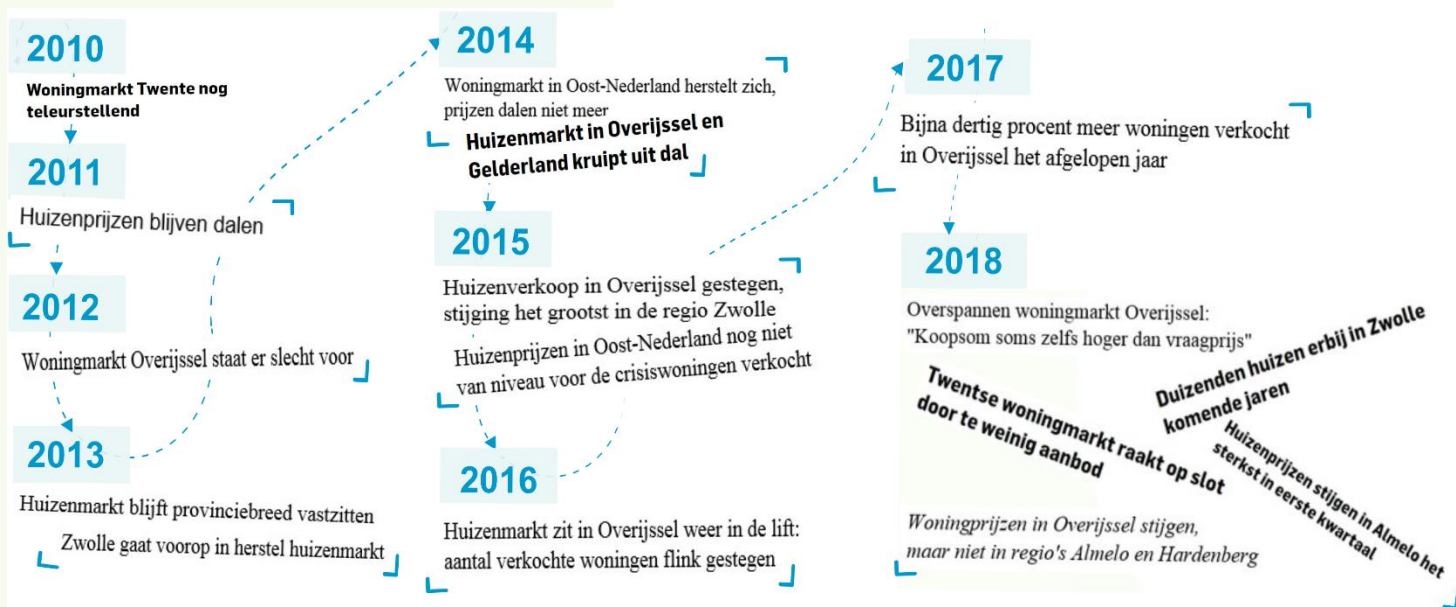 2010
Woningmarkt Twente nog
teleurstellend
2011
Huizenprijzen blijven dalen
2012
Woningmarkt Overijssel staat er slecht voor
2013
Huizenmarkt blijft provinciebreed vastzitten
Zwolle gaat voorop in herstel huizenmarkt
2014
Woningmarkt in Oost-Nederland herstelt zich,
prijzen dalen niet meer
Huizenmarkt in Overijssel en
Gelderland kruipt uit dal
2015
Huizenverkoop in Overijssel gestegen,
stijging het grootst in de regio Zwolle
Huizenprijzen in Oost-Nederland nog niet
van niveau voor de crisiswoningen verkocht
2016
Huizenmarkt zit in Overijssel weer in de lift:
aantal verkochte woningen flink gestegen
2017
Bijna dertig procent meer woningen verkocht
in Overijssel het afgelopen jaar
2018
Overspannen woningmarkt Overijssel:
"Koopsom soms zelfs hoger dan vraagprijs"
Duizenden huizen erbij in Zwolle
komende jaren
Twentse woningmarkt raakt op slot
door te weinig aanbod
Huizenprijzen stijgen in Almelo het
sterkst in eerste kwartaal
Woningprijzen in Overijssel stijgen,
maar niet in regio's Almelo en Hardenberg